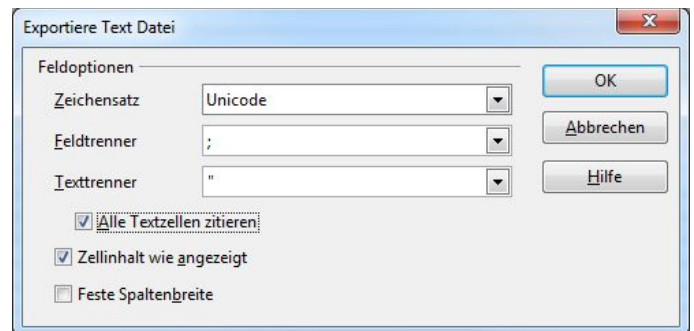 Exportiere Text Datei
Feldoptionen
Zeichensatz
Unicode
Feldtrenner
;
Texttrenner
"
Alle Textzellen zitieren
Zellinhalt wie angezeigt
Feste Spaltenbreite
OK
Abbrechen
Hilfe